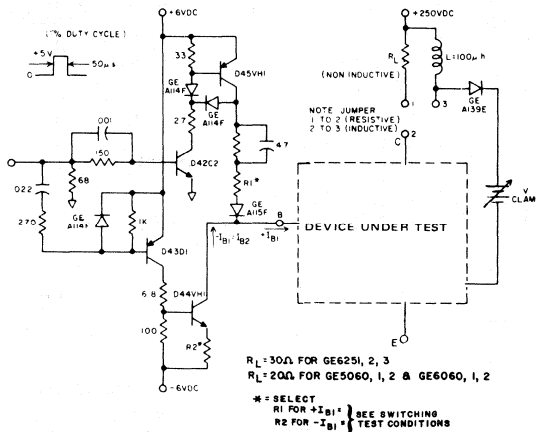 +6VDC
+250VDC
(1% DUTY CYCLE)
+5V
0
50μs
33
D45VH1
GE
A114F
GE
A114F
RL
L=100μh
(NON INDUCTIVE)
GE
A139E
1
3
NOTE JUMPER
1 TO 2 (RESISTIVE)
2 TO 3 (INDUCTIVE)
2
C
.001
27
150
D42C2
.47
68
R1*
.022
GE
A115F
B
V
CLAM
GE
270
1K
-IB1=IB2
+IB1
DEVICE UNDER TEST
D43D1
6.8
D44VH1
100
R2*
E
-6VDC
RL=30Ω FOR GE6251, 2, 3
RL=20Ω FOR GE5060, 1, 2 & GE6060, 1, 2
*= SELECT
R1 FOR +IB1=
R2 FOR -IB1=
SEE SWITCHING
TEST CONDITIONS